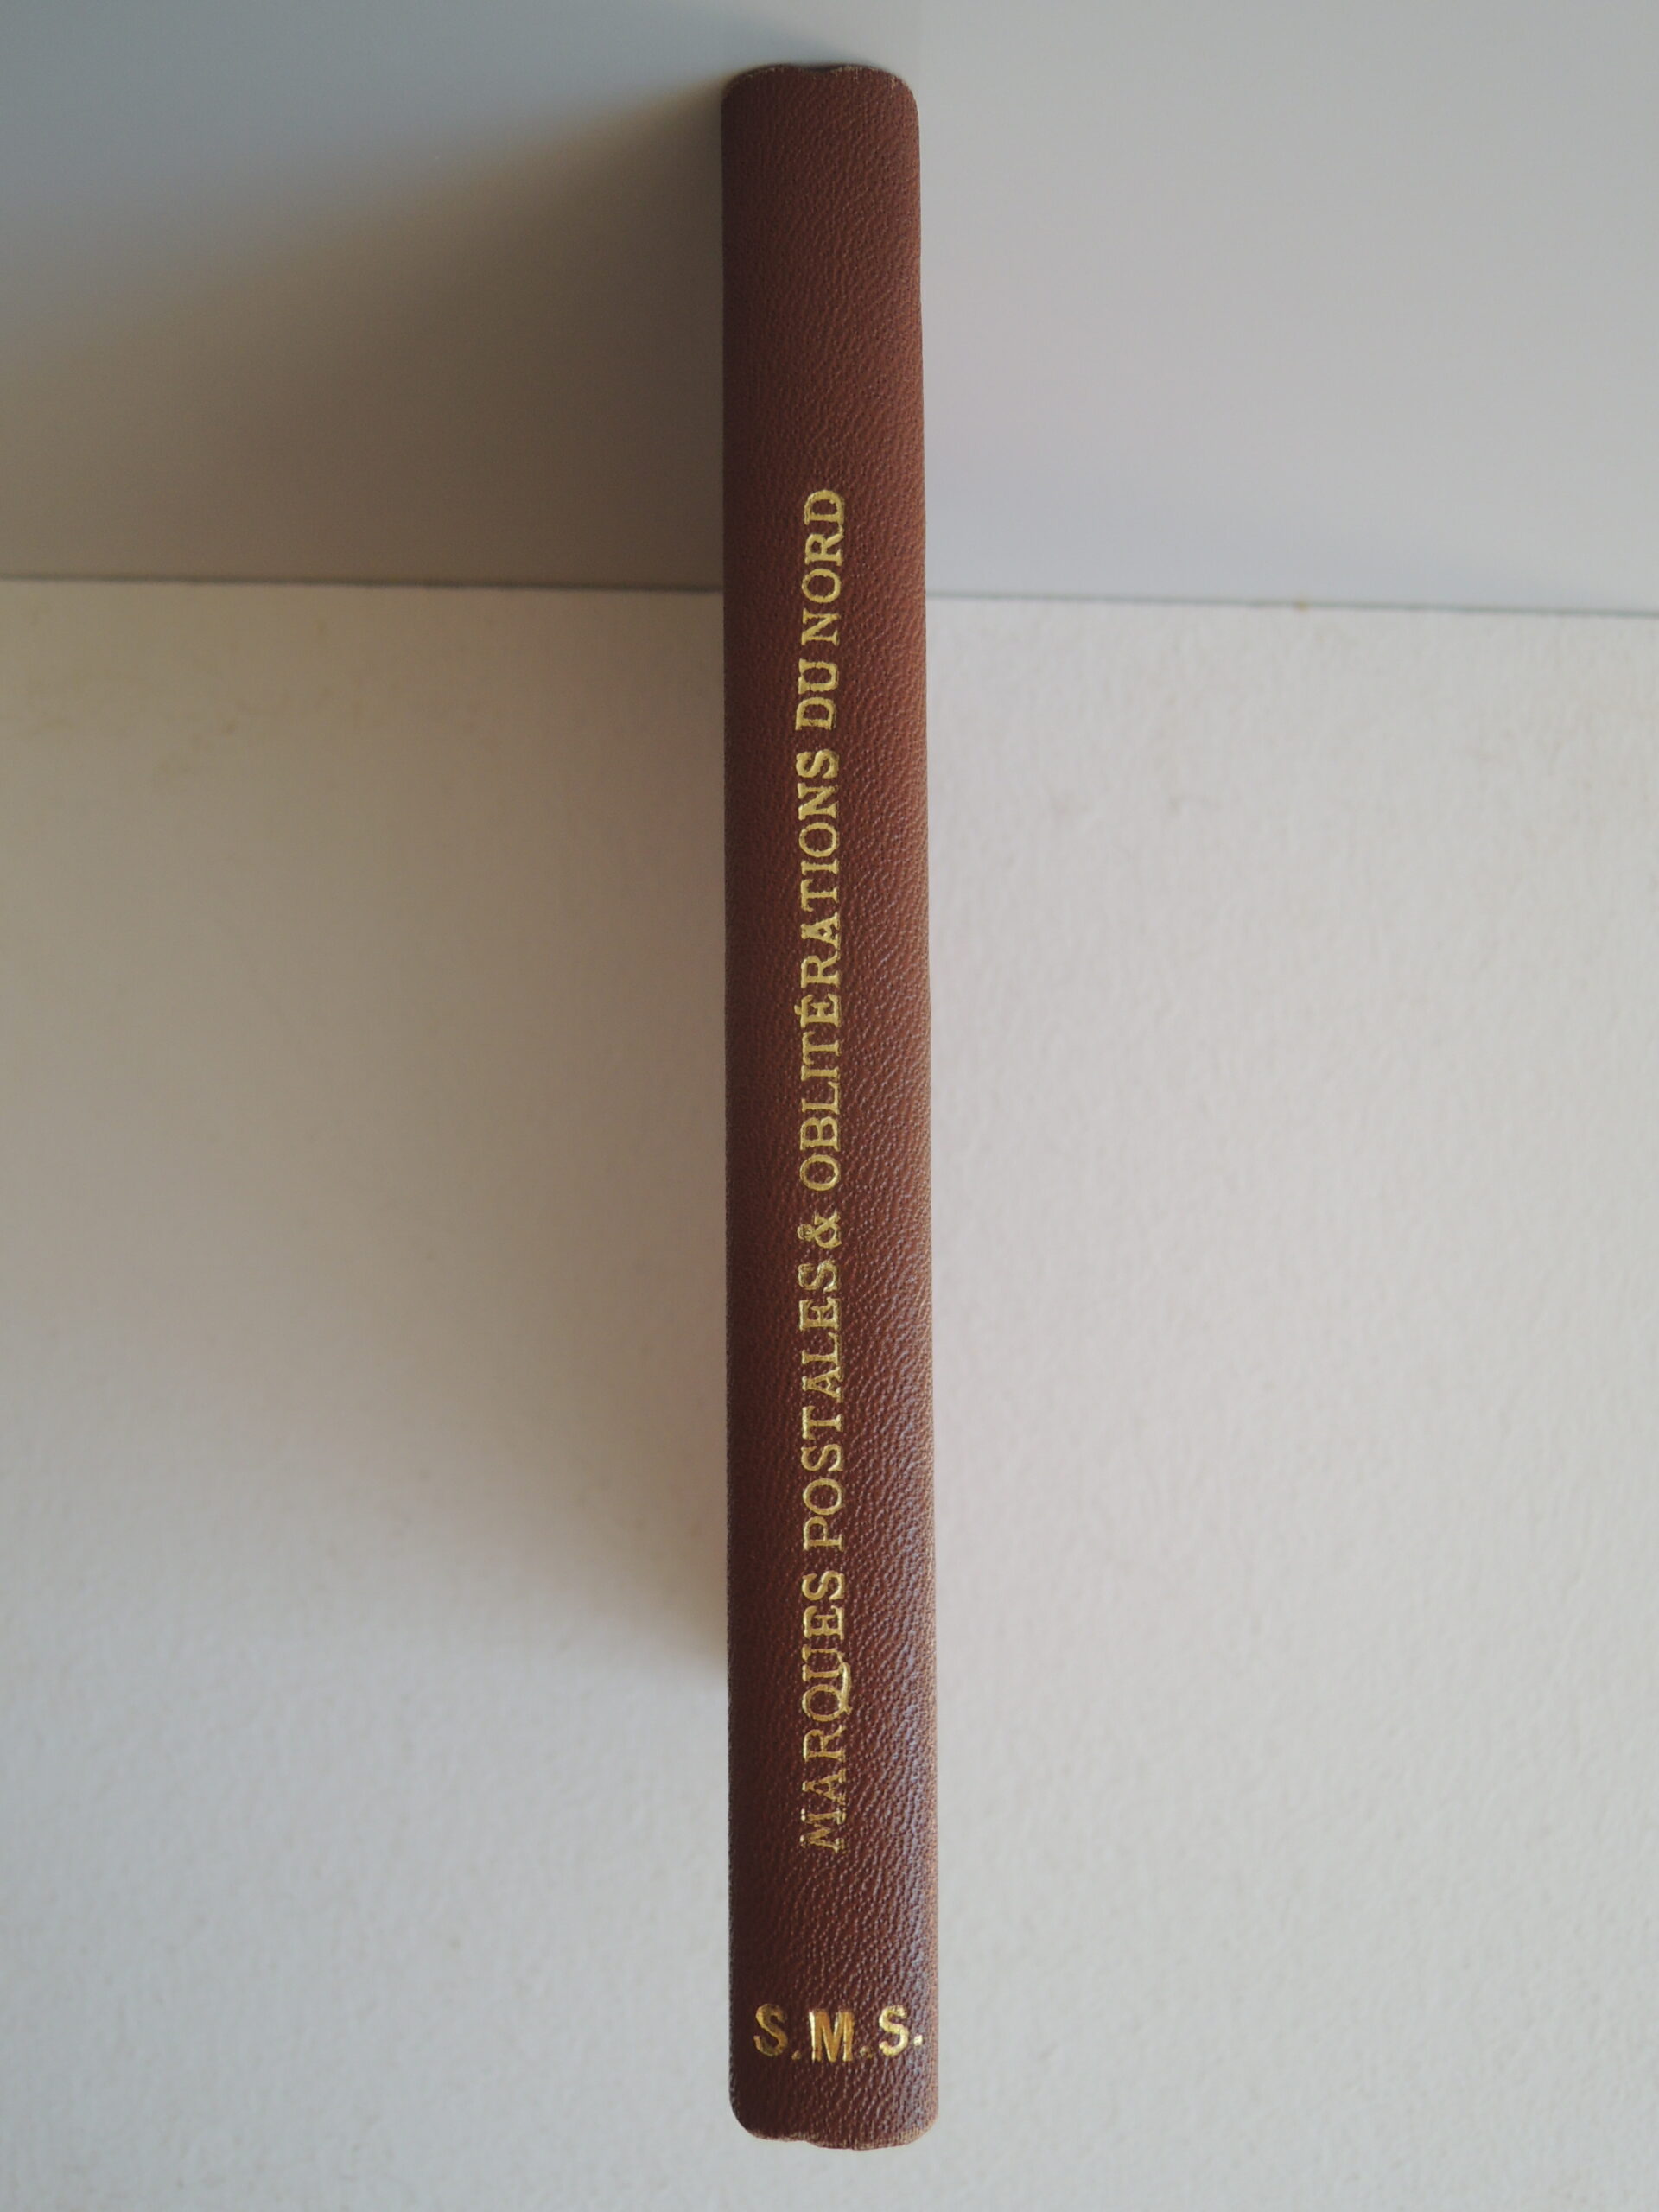 MARQUES POSTALES & OBLITÉRATIONS DU NORD
S.M.S.